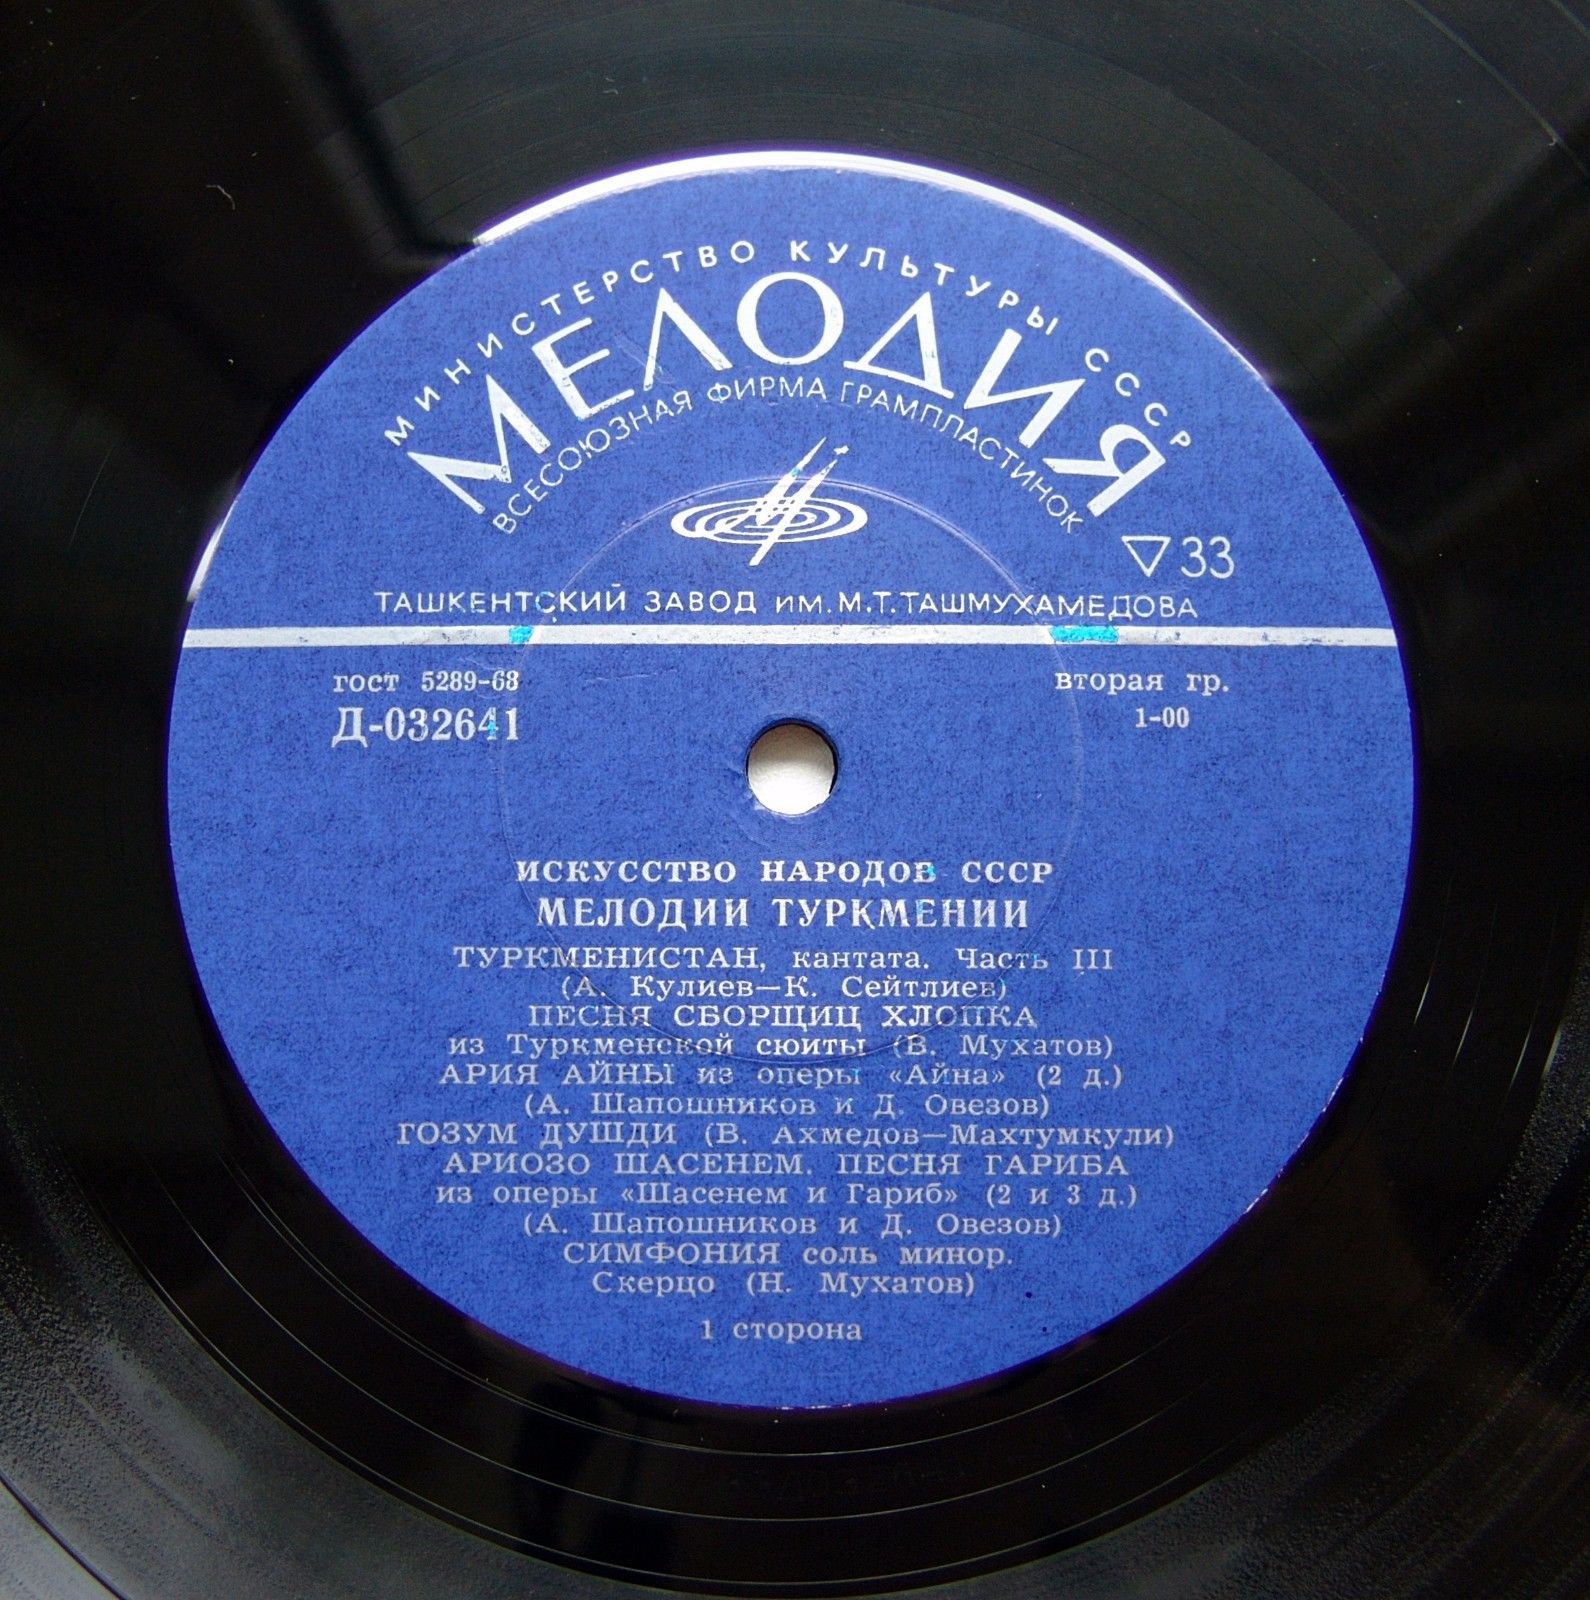 МИНИСТЕРСТВО КУЛЬТУРЫ СССР
МЕЛОДИЯ
ВСЕСОЮЗНАЯ ФИРМА ГРАМПЛАСТИНОК
33
ТАШКЕНТСКИЙ ЗАВОД ИМ. М.Т.ТАШМУХАМЕДОВА
гост 5289-68
вторая гр.
Д-032641
1-00
ИСКУССТВО НАРОДОВ СССР
МЕЛОДИИ ТУРКМЕНИИ
ТУРКМЕНИСТАН, кантата. Часть III
(А. Кулиев—К. Сейтлиев)
ПЕСНЯ СБОРЩИЦ ХЛОПКА
из Туркменской сюиты (В. Мухатов)
АРИЯ АЙНЫ из оперы «Айна» (2 д.)
(А. Шапошников и Д. Овезов)
ГОЗУМ ДУШДИ (В. Ахмедов—Махтумкули)
АРИОЗО ШАСЕНЕМ. ПЕСНЯ ГАРИБА
из оперы «Шасенем и Гариб» (2 и 3 д.)
(А. Шапошников и Д. Овезов)
СИМФОНИЯ соль минор.
Скерцо (Н. Мухатов)
1 сторона